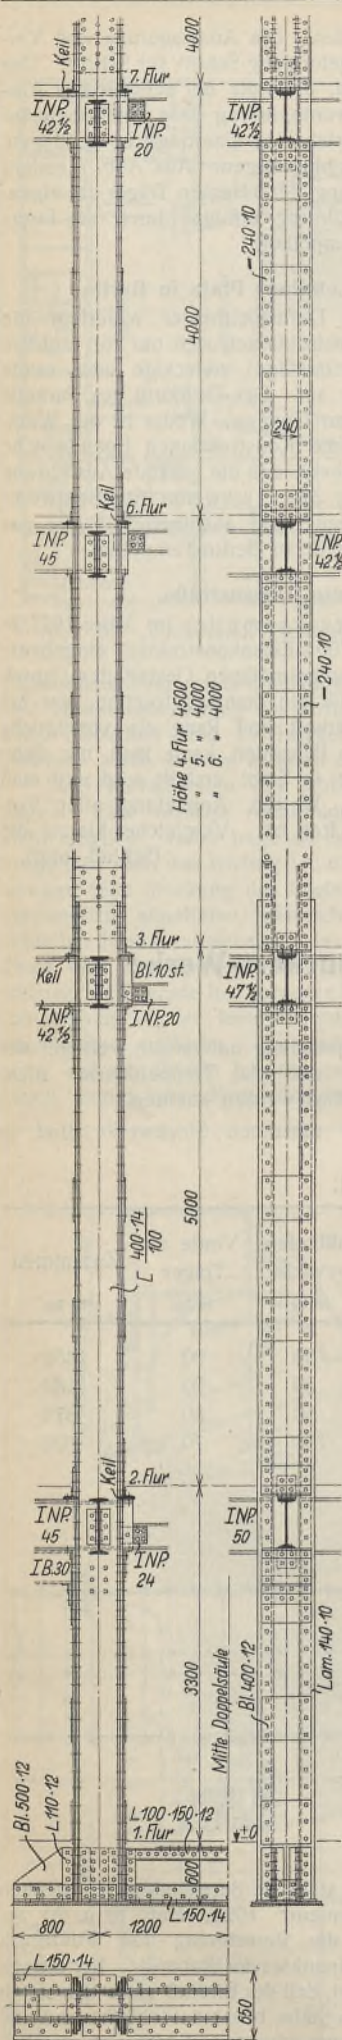 Keil
4000
7. Flur
INP.
42½
INP.
20
INP.
42½
4000
-240·10
240
Keil
6. Flur
INP.
45
INP.
42½
-240·10
Höhe 4. Flur 4500
" 5. " 4000
" 6. " 4000
3. Flur
Keil
Bl. 10 st.
INP.
42½
INP. 20
INP.
47½
5000
[ 400·14
100
Keil
2. Flur
INP.
45
INP.
24
IB. 30
INP.
50
3300
Mitte Doppelsäule
Bl. 400·12
Lam. 140·10
Bl. 500·12
L 110·12
L 100·150·12
1. Flur
±0
600
L 150·14
800
1200
L 150·14
650